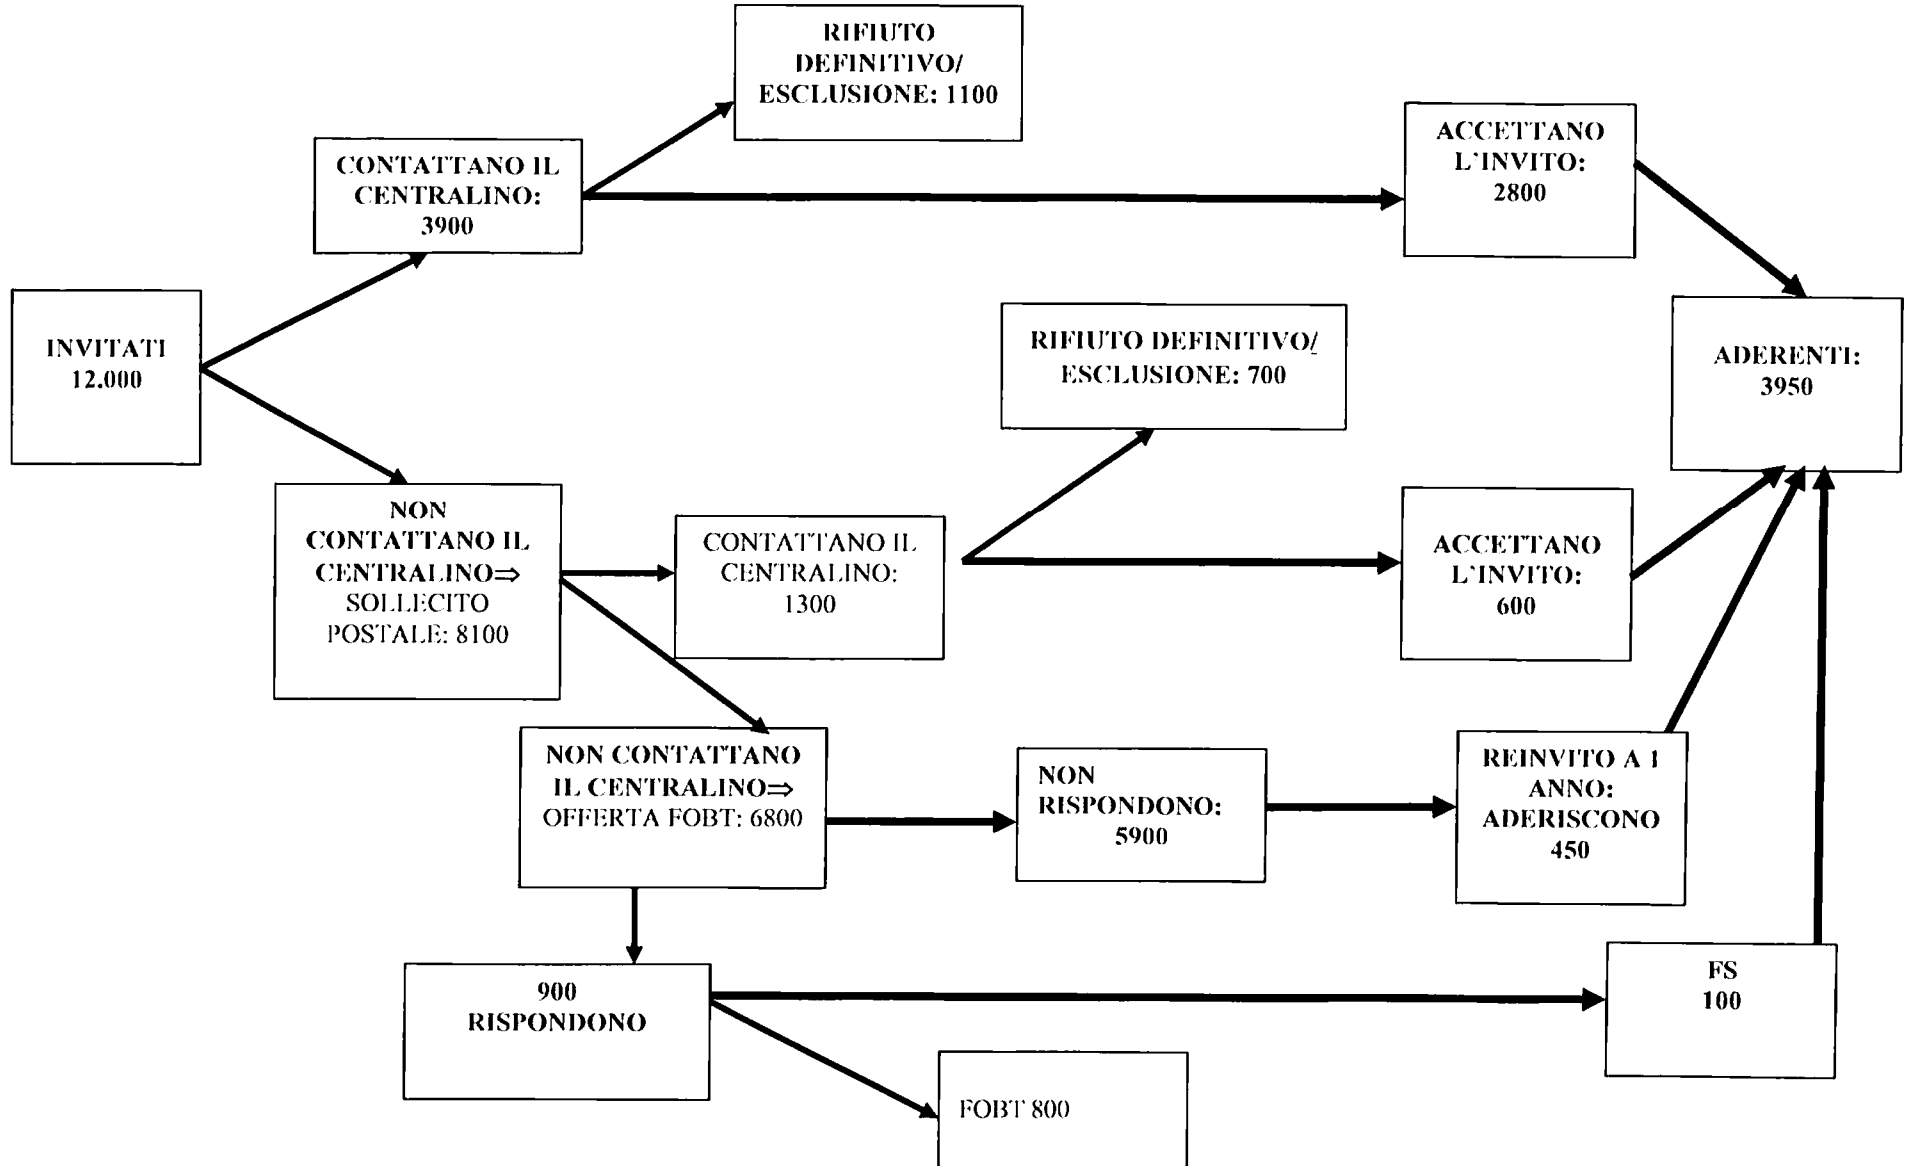 RIFIUTO
DEFINITIVO/
ESCLUSIONE: 1100
CONTATTANO IL
CENTRALINO:
3900
ACCETTANO
L'INVITO:
2800
INVITATI
12.000
RIFIUTO DEFINITIVO/
ESCLUSIONE: 700
ADERENTI:
3950
NON
CONTATTANO IL
CENTRALINO⇒
SOLLECITO
POSTALE: 8100
CONTATTANO IL
CENTRALINO:
1300
ACCETTANO
L'INVITO:
600
NON CONTATTANO
IL CENTRALINO⇒
OFFERTA FOBT: 6800
NON
RISPONDONO:
5900
REINVITO A 1
ANNO:
ADERISCONO
450
900
RISPONDONO
FS
100
FOBT 800